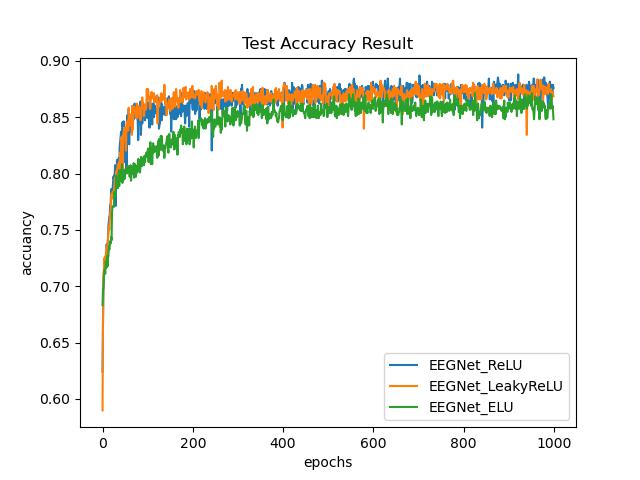 Test Accuracy Result
0.90
0.85
0.80
0.75
0.70
0.65
0.60
accuancy
EEGNet_ReLU
EEGNet_LeakyReLU
EEGNet_ELU
0 200 400 600 800 1000
epochs